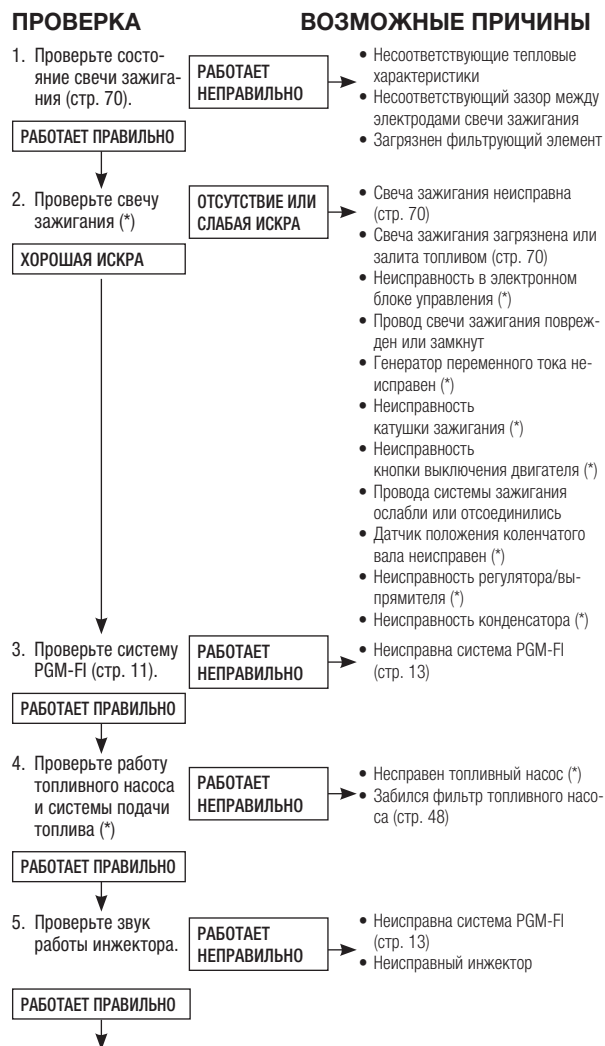 ПРОВЕРКА
ВОЗМОЖНЫЕ ПРИЧИНЫ
1. Проверьте состо-
яние свечи зажига-
ния (стр. 70).
РАБОТАЕТ
НЕПРАВИЛЬНО
• Несоответствующие тепловые
характеристики
• Несоответствующий зазор между
электродами свечи зажигания
• Загрязнен фильтрующий элемент
РАБОТАЕТ ПРАВИЛЬНО
2. Проверьте свечу
зажигания (*)
ОТСУТСТВИЕ ИЛИ
СЛАБАЯ ИСКРА
• Свеча зажигания неисправна
(стр. 70)
• Свеча зажигания загрязнена или
залита топливом (стр. 70)
• Неисправность в электронном
блоке управления (*)
• Провод свечи зажигания повреж-
ден или замкнут
• Генератор переменного тока не-
исправен (*)
• Неисправность
катушки зажигания (*)
• Неисправность
кнопки выключения двигателя (*)
• Провода системы зажигания
ослабли или отсоединились
• Датчик положения коленчатого
вала неисправен (*)
• Неисправность регулятора/вы-
прямителя (*)
• Неисправность конденсатора (*)
ХОРОШАЯ ИСКРА
3. Проверьте систему
PGM-FI (стр. 11).
РАБОТАЕТ
НЕПРАВИЛЬНО
• Неисправна система PGM-FI
(стр. 13)
РАБОТАЕТ ПРАВИЛЬНО
4. Проверьте работу
топливного насоса
и системы подачи
топлива (*)
РАБОТАЕТ
НЕПРАВИЛЬНО
• Несправен топливный насос (*)
• Забился фильтр топливного насо-
са (стр. 48)
РАБОТАЕТ ПРАВИЛЬНО
5. Проверьте звук
работы инжектора.
РАБОТАЕТ
НЕПРАВИЛЬНО
• Неисправна система PGM-FI
(стр. 13)
• Неисправный инжектор
РАБОТАЕТ ПРАВИЛЬНО